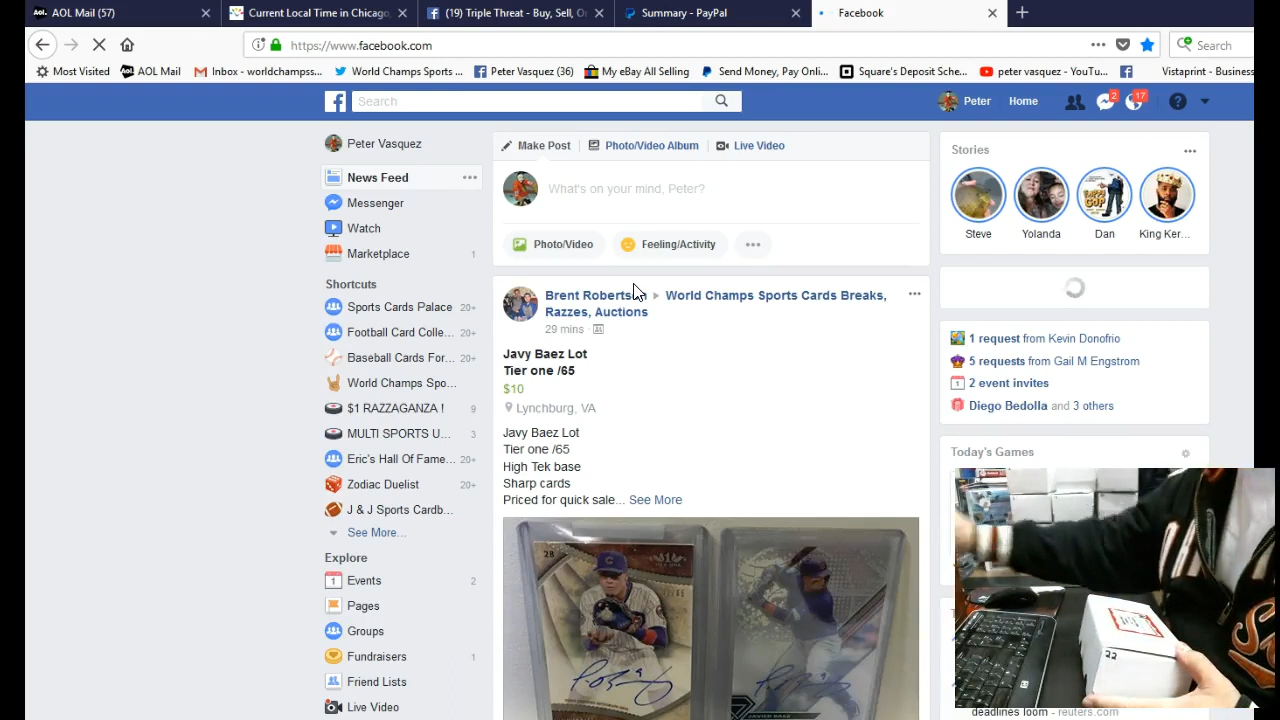 AOL Mail (57)
Current Local Time in Chicago,
(19) Triple Threat - Buy, Sell, Or
Summary - PayPal
Facebook
https://www.facebook.com
Search
Most Visited
AOL Mail
Inbox - worldchampss...
World Champs Sports ...
Peter Vasquez (36)
My eBay All Selling
Send Money, Pay Onli...
Square's Deposit Sche...
peter vasquez - YouTu...
Vistaprint - Business
Search
Peter
Home
2
17
Peter Vasquez
News Feed
Messenger
Watch
Marketplace 1
Shortcuts
Sports Cards Palace 20+
Football Card Colle... 20+
Baseball Cards For... 20+
World Champs Spo...
$1 RAZZAGANZA ! 9
MULTI SPORTS U... 3
Eric's Hall Of Fame... 20+
Zodiac Duelist 20+
J & J Sports Cardb...
See More...
Explore
Events 2
Pages
Groups
Fundraisers 1
Friend Lists
Live Video
Make Post
Photo/Video Album
Live Video
What's on your mind, Peter?
Photo/Video
Feeling/Activity
Brent Roberts World Champs Sports Cards Breaks,
Razzes, Auctions
29 mins
Javy Baez Lot
Tier one /65
$10
Lynchburg, VA
Javy Baez Lot
Tier one /65
High Tek base
Sharp cards
Priced for quick sale... See More
28
Stories
Steve
Yolanda
Dan
King Ker...
1 request from Kevin Donofrio
5 requests from Gail M Engstrom
2 event invites
Diego Bedolla and 3 others
Today's Games
deadlines loom - reuters.com